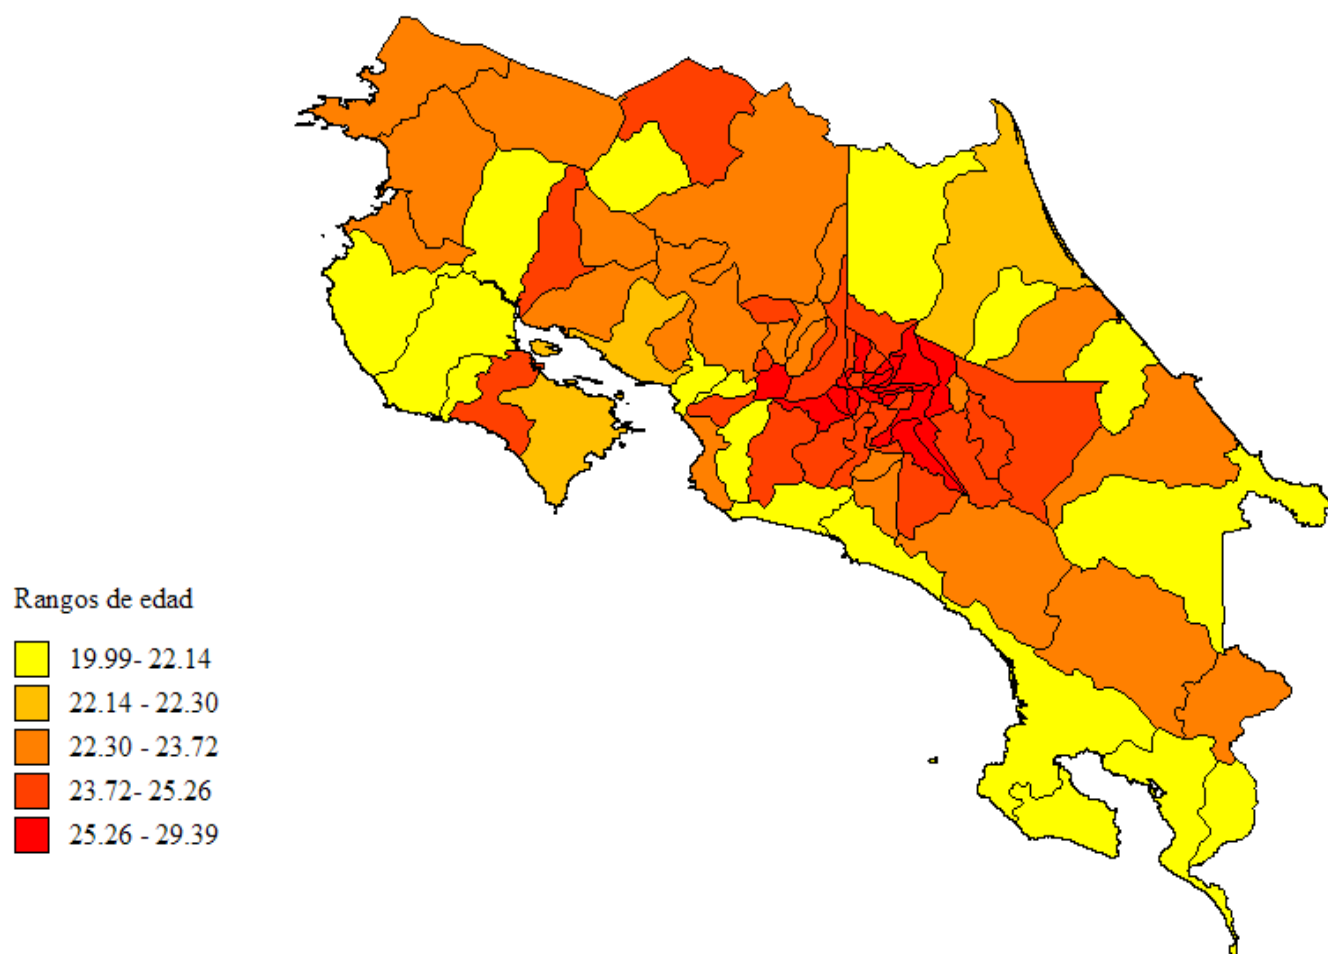 Rangos de edad
19.99- 22.14
22.14 - 22.30
22.30 - 23.72
23.72- 25.26
25.26 - 29.39